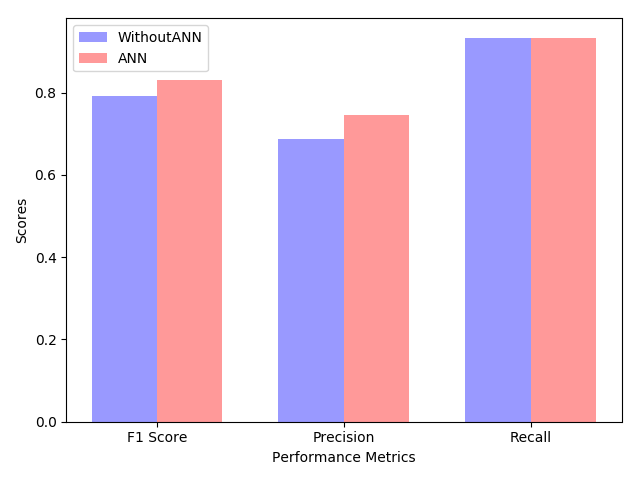 WithoutANN
ANN
0.8
0.6
0.4
0.2
0.0
Scores
F1 Score
Precision
Recall
Performance Metrics